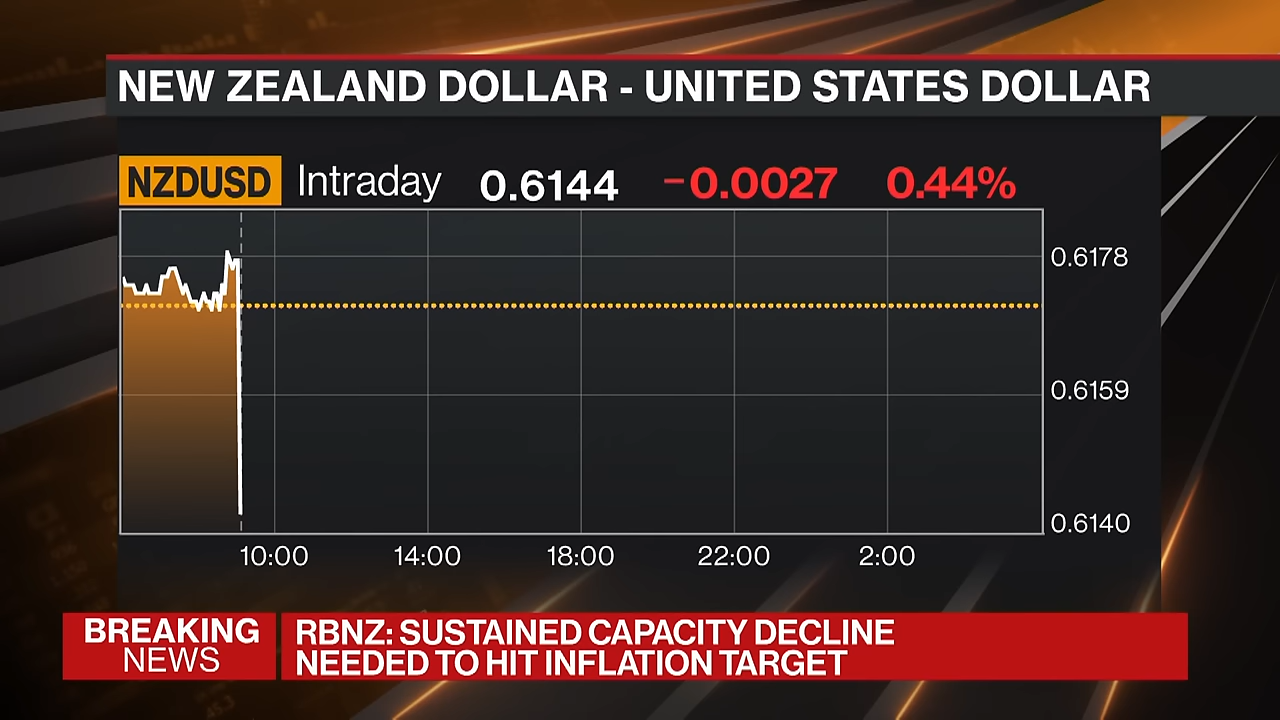 NEW ZEALAND DOLLAR - UNITED STATES DOLLAR
NZDUSD Intraday 0.6144 -0.0027 0.44%
0.6178
0.6159
0.6140
10:00 14:00 18:00 22:00 2:00
BREAKING
NEWS
RBNZ: SUSTAINED CAPACITY DECLINE
NEEDED TO HIT INFLATION TARGET